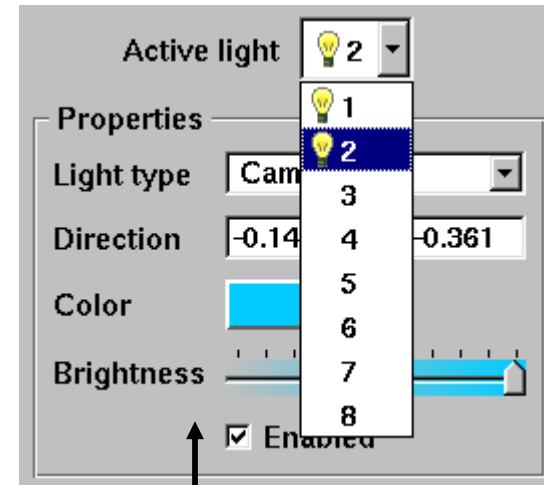 Active light 2
1
Properties
2
Light type Cam
3
Direction -0.14 4 -0.361
5
Color
6
Brightness 7
8
Enabled